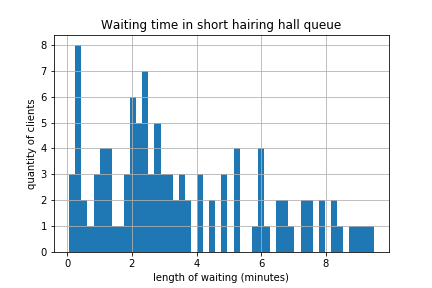 Waiting time in short hairing hall queue
quantity of clients
8
7
6
5
4
3
2
1
0
0 2 4 6 8
length of waiting (minutes)